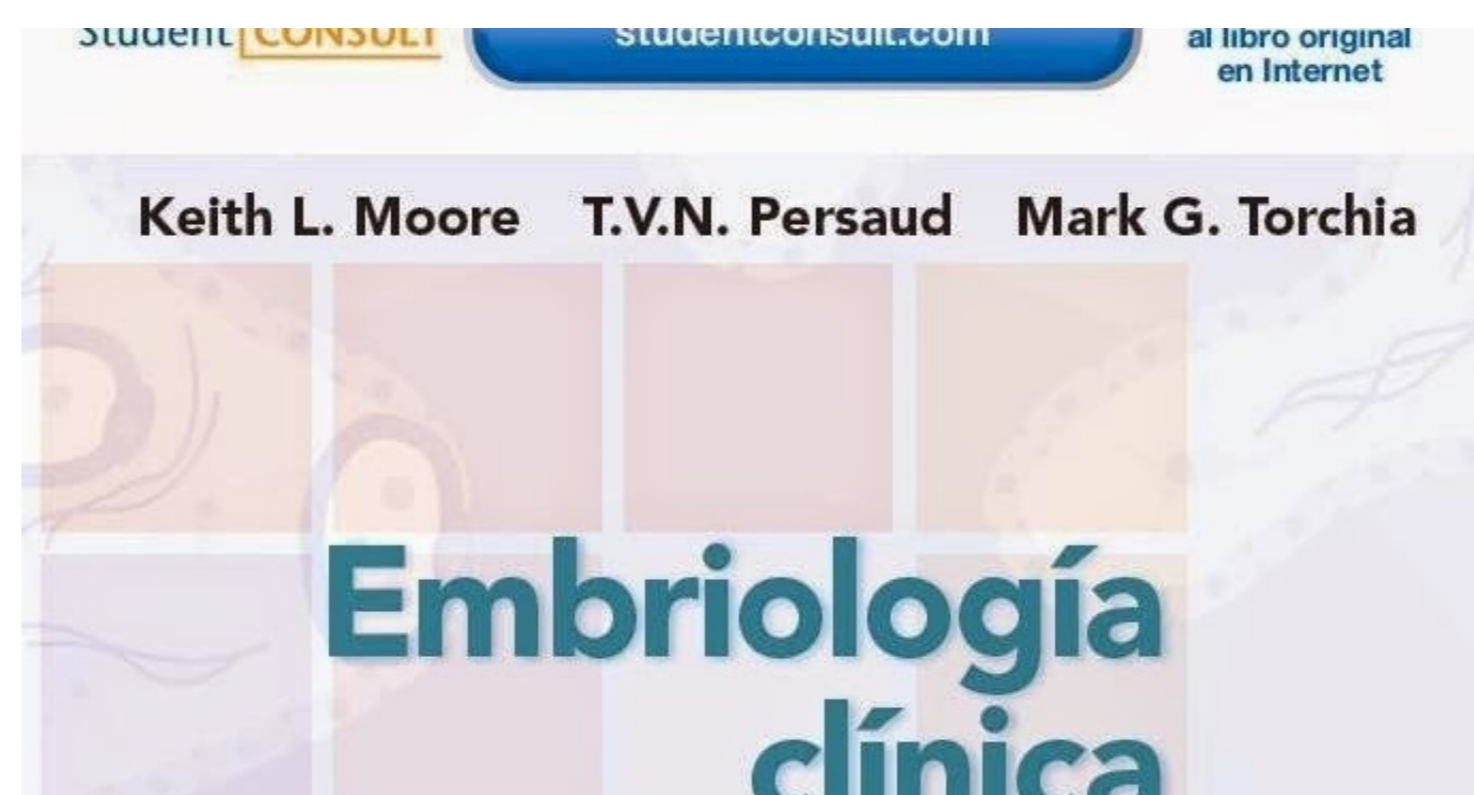 Student CONSULT
studentconsult.com
al libro original
en Internet
Keith L. Moore T.V.N. Persaud Mark G. Torchia
Embriología
clínica